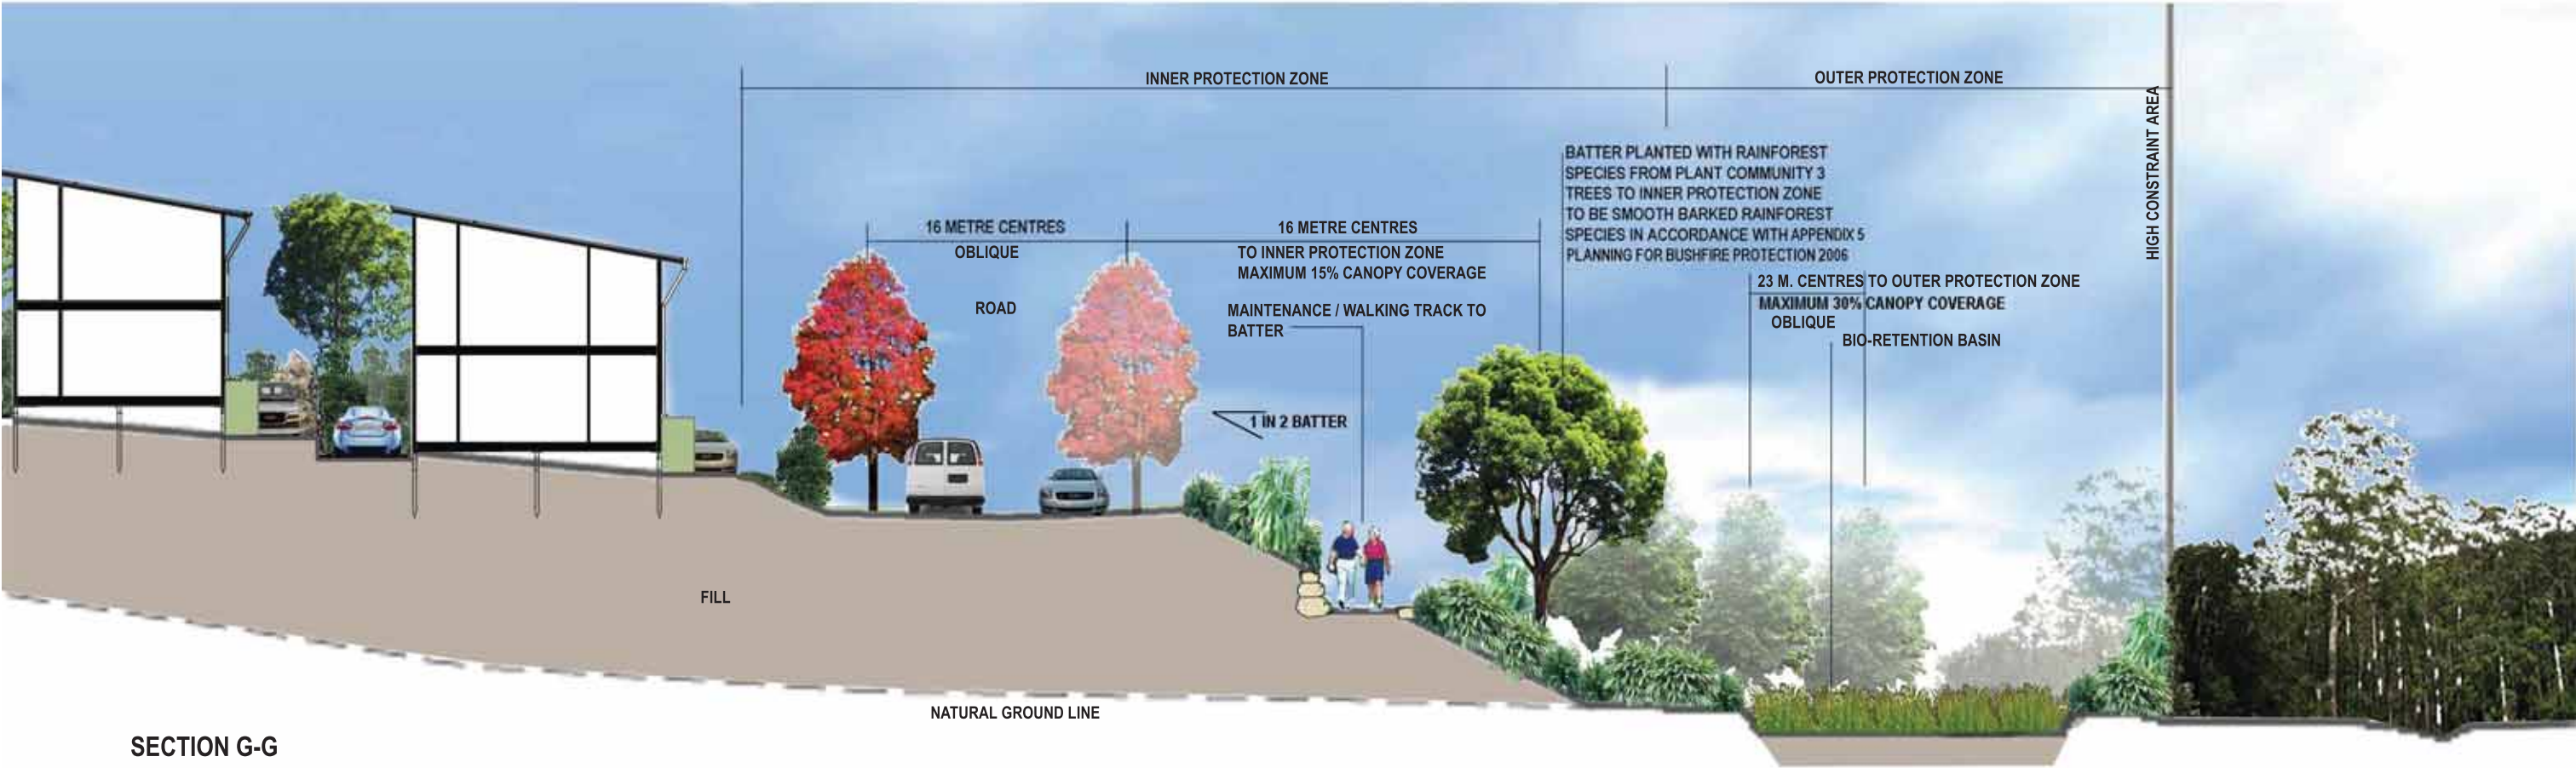 INNER PROTECTION ZONE
OUTER PROTECTION ZONE
HIGH CONSTRAINT AREA
BATTER PLANTED WITH RAINFOREST
SPECIES FROM PLANT COMMUNITY 3
TREES TO INNER PROTECTION ZONE
TO BE SMOOTH BARKED RAINFOREST
SPECIES IN ACCORDANCE WITH APPENDIX 5
PLANNING FOR BUSHFIRE PROTECTION 2006
16 METRE CENTRES
OBLIQUE
ROAD
16 METRE CENTRES
TO INNER PROTECTION ZONE
MAXIMUM 15% CANOPY COVERAGE
MAINTENANCE / WALKING TRACK TO
BATTER
23 M. CENTRES TO OUTER PROTECTION ZONE
MAXIMUM 30% CANOPY COVERAGE
OBLIQUE
BIO-RETENTION BASIN
1 IN 2 BATTER
FILL
NATURAL GROUND LINE
SECTION G-G